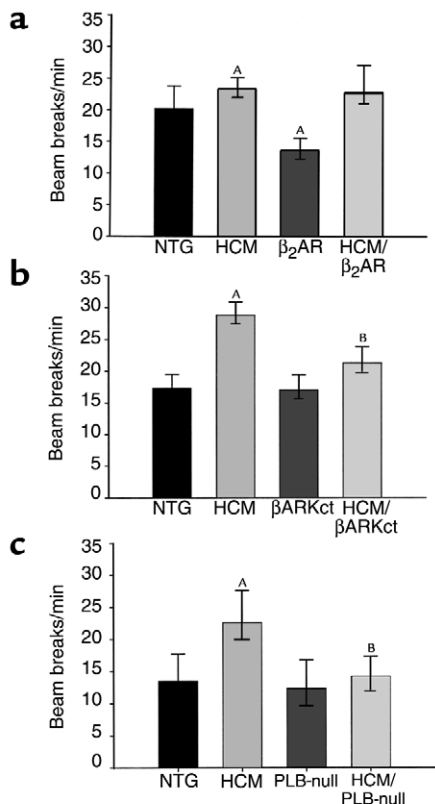 a
Beam breaks/min
35
30
25
20
15
10
5
0
A
A
NTG HCM β₂AR HCM/
β₂AR
b
Beam breaks/min
35
30
25
20
15
10
5
0
A
B
NTG HCM βARKct HCM/
βARKct
c
Beam breaks/min
35
30
25
20
15
10
5
0
A
B
NTG HCM PLB-null HCM/
PLB-null